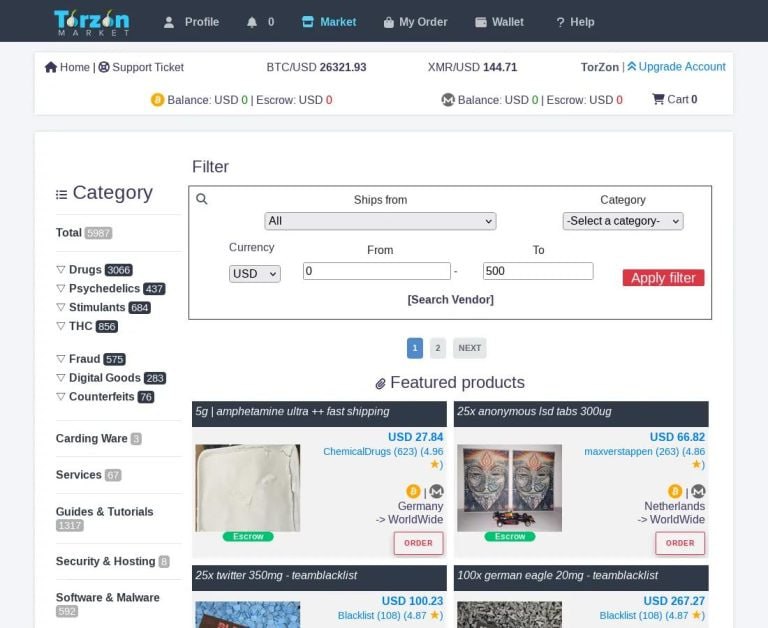 TorZon
MARKET
Profile
0
Market
My Order
Wallet
? Help
Home | Support Ticket
BTC/USD 26321.93
XMR/USD 144.71
TorZon | Upgrade Account
Balance: USD 0 | Escrow: USD 0
Balance: USD 0 | Escrow: USD 0
Cart 0
Category
Total 5987
Drugs 3066
Psychedelics 437
Stimulants 684
THC 856
Fraud 575
Digital Goods 283
Counterfeits 76
Carding Ware 3
Services 67
Guides & Tutorials
1317
Security & Hosting 8
Software & Malware
592
Filter
Ships from
Category
All
-Select a category-
Currency
From
To
USD
0
-
500
Apply filter
[Search Vendor]
1
2
NEXT
Featured products
5g | amphetamine ultra ++ fast shipping
USD 27.84
ChemicalDrugs (623) (4.96
★)
|
Germany
-> WorldWide
Escrow
ORDER
25x anonymous lsd tabs 300ug
USD 66.82
maxverstappen (263) (4.86
★)
|
Netherlands
-> WorldWide
Escrow
ORDER
25x twitter 350mg - teamblacklist
USD 100.23
Blacklist (108) (4.87 ★)
100x german eagle 20mg - teamblacklist
USD 267.27
Blacklist (108) (4.87 ★)